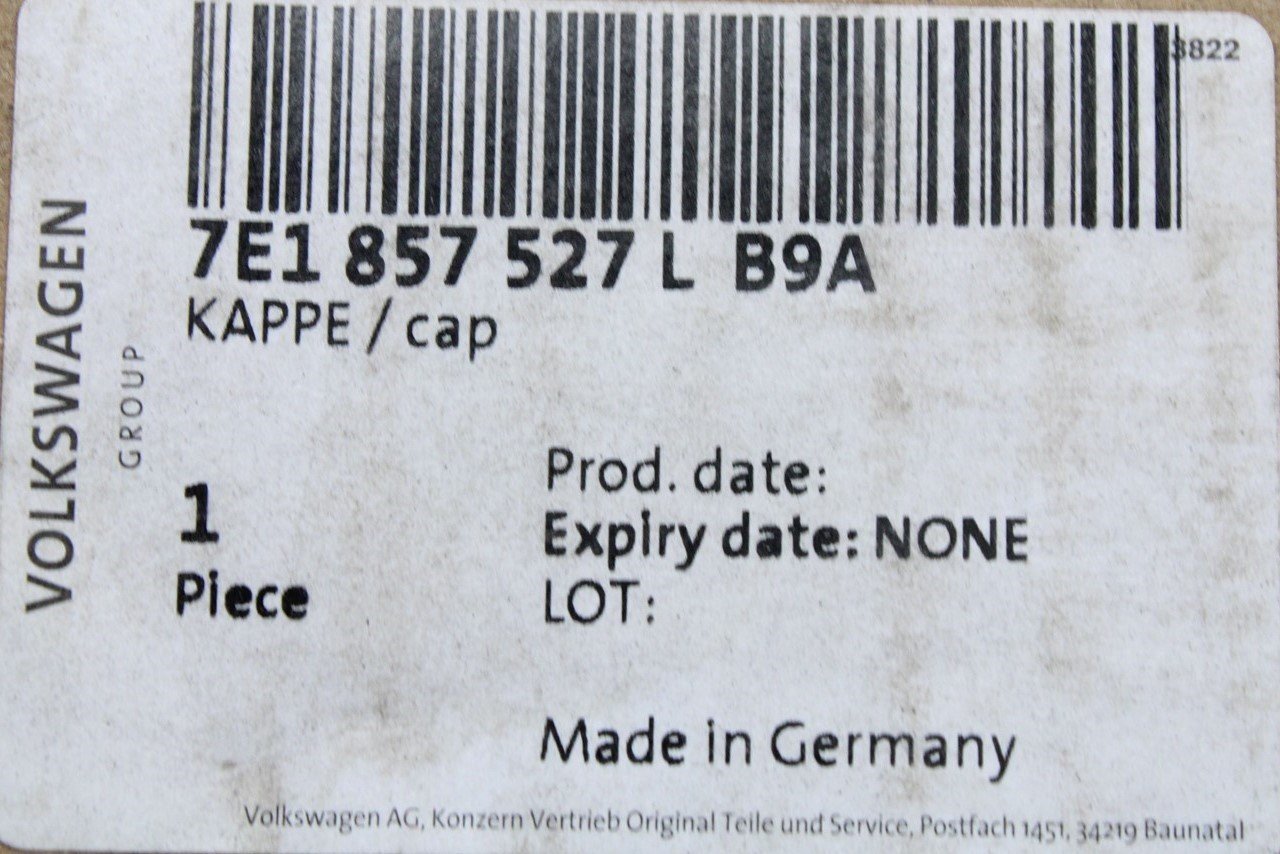 3822
7E1 857 527 L B9A
KAPPE / cap
VOLKSWAGEN
GROUP
1
Piece
Prod. date:
Expiry date: NONE
LOT:
Made in Germany
Volkswagen AG, Konzern Vertrieb Original Teile und Service, Postfach 1451, 34219 Baunatal